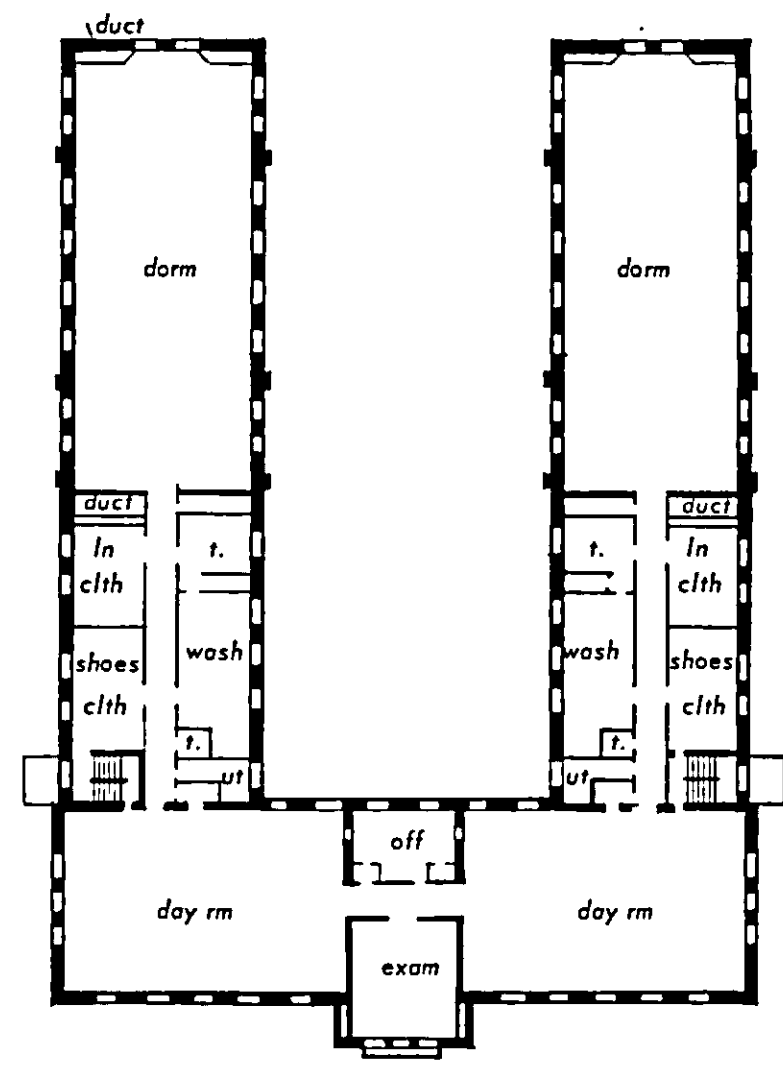 duct
dorm
dorm
duct
duct
ln
clth
t.
t.
ln
clth
wash
wash
shoes
clth
shoes
clth
t.
t.
ut
ut
off
day rm
day rm
exam